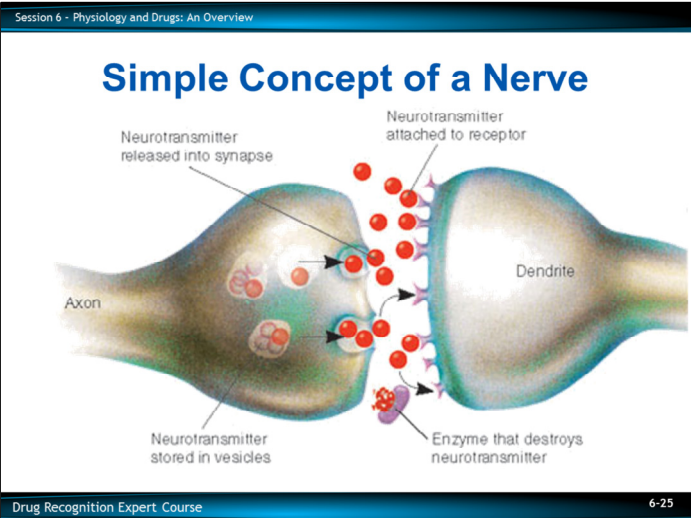 Session 6 - Physiology and Drugs: An Overview
Simple Concept of a Nerve
Neurotransmitter
attached to receptor
Neurotransmitter
released into synapse
Dendrite
Axon
Neurotransmitter
stored in vesicles
Enzyme that destroys
neurotransmitter
Drug Recognition Expert Course
6-25